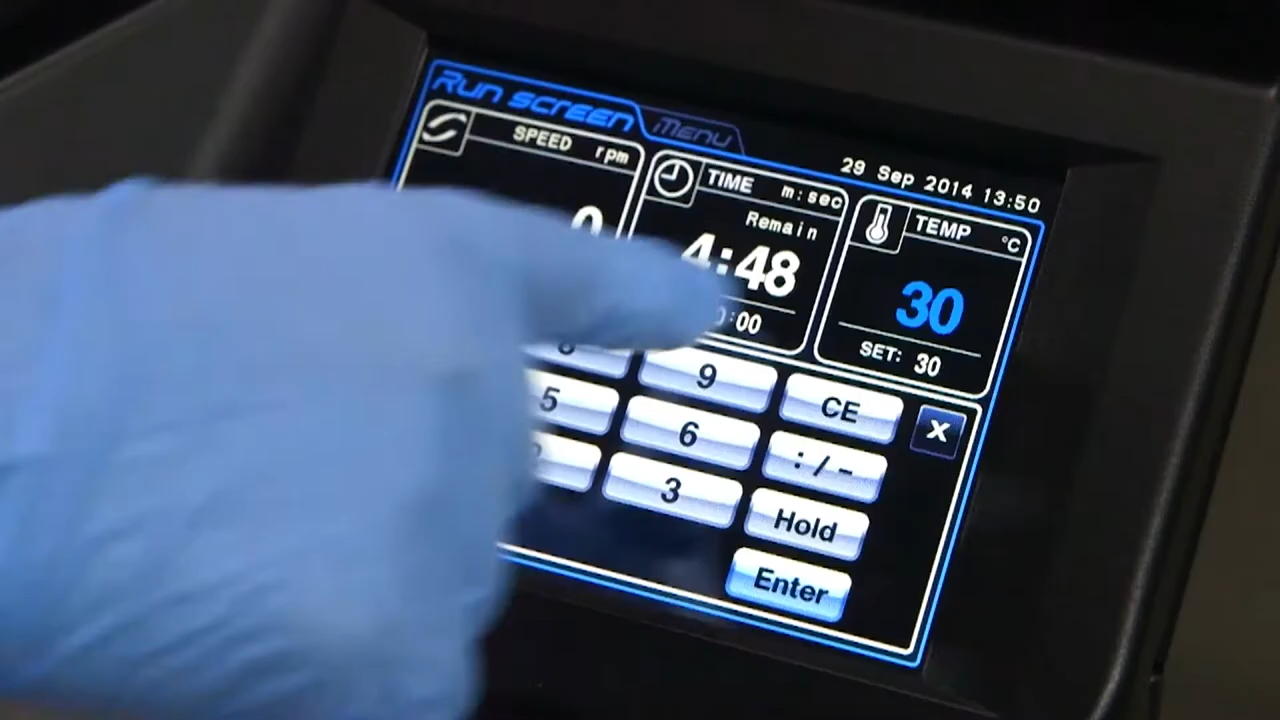 Run screen
Menu
29 Sep 2014 13:50
SPEED rpm
0
TIME m:sec
Remain
4:48
:00
TEMP °C
30
SET: 30
9
CE
X
5
6
: / -
3
Hold
Enter